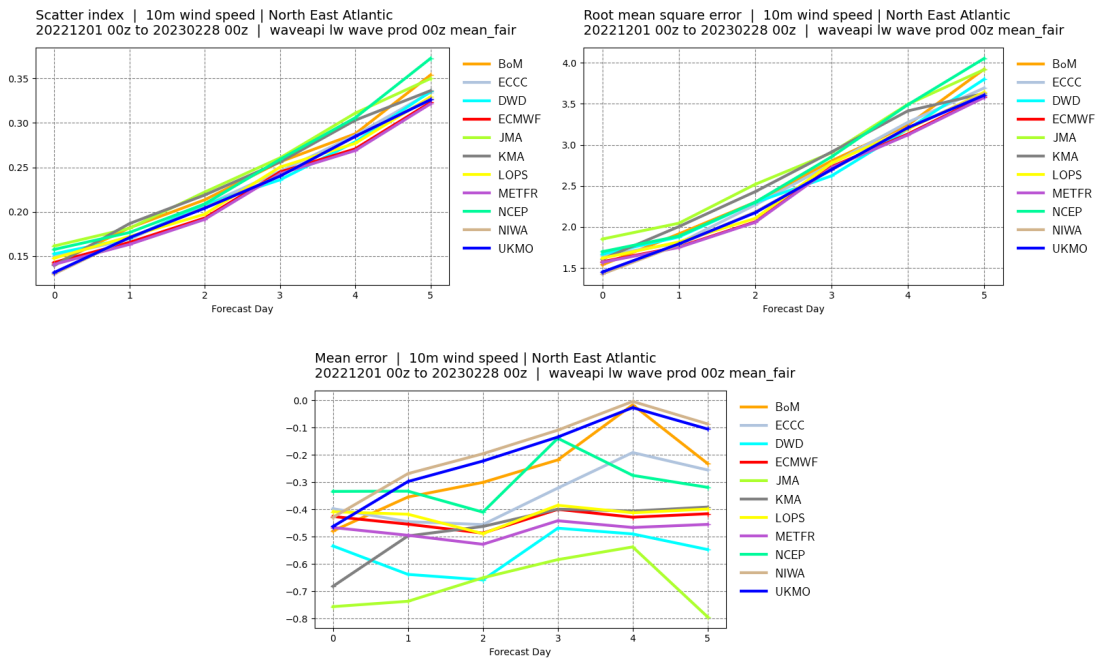 Scatter index | 10m wind speed | North East Atlantic
20221201 00z to 20230228 00z | waveapi lw wave prod 00z mean_fair
0.35
0.30
0.25
0.20
0.15
0 1 2 3 4 5
Forecast Day
BoM
ECCC
DWD
ECMWF
JMA
KMA
LOPS
METFR
NCEP
NIWA
UKMO
Root mean square error | 10m wind speed | North East Atlantic
20221201 00z to 20230228 00z | waveapi lw wave prod 00z mean_fair
4.0
3.5
3.0
2.5
2.0
1.5
0 1 2 3 4 5
Forecast Day
BoM
ECCC
DWD
ECMWF
JMA
KMA
LOPS
METFR
NCEP
NIWA
UKMO
Mean error | 10m wind speed | North East Atlantic
20221201 00z to 20230228 00z | waveapi lw wave prod 00z mean_fair
0.0
−0.1
−0.2
−0.3
−0.4
−0.5
−0.6
−0.7
−0.8
0 1 2 3 4 5
Forecast Day
BoM
ECCC
DWD
ECMWF
JMA
KMA
LOPS
METFR
NCEP
NIWA
UKMO